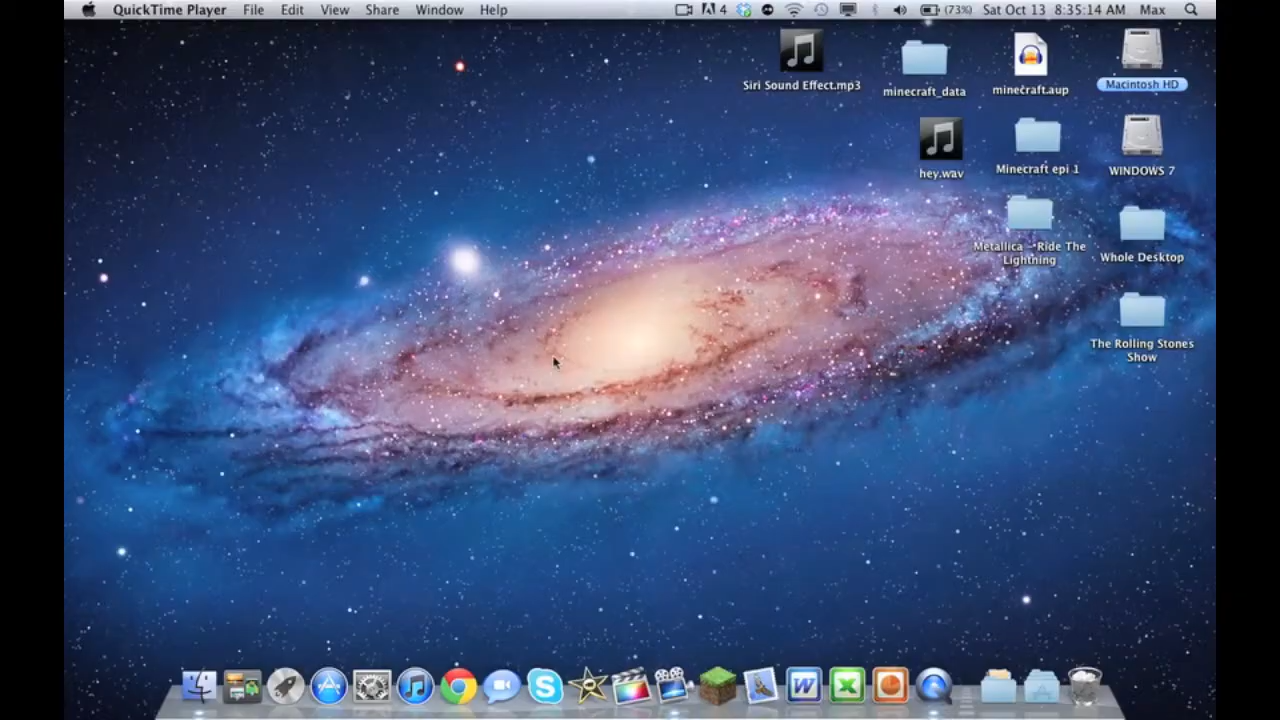 QuickTime Player File Edit View Share Window Help 4 (73%) Sat Oct 13 8:35:14 AM Max
Siri Sound Effect.mp3
minecraft_data
minecraft.aup
Macintosh HD
hey.wav
Minecraft epi 1
WINDOWS 7
Metallica - Ride The
Lightning
Whole Desktop
The Rolling Stones
Show